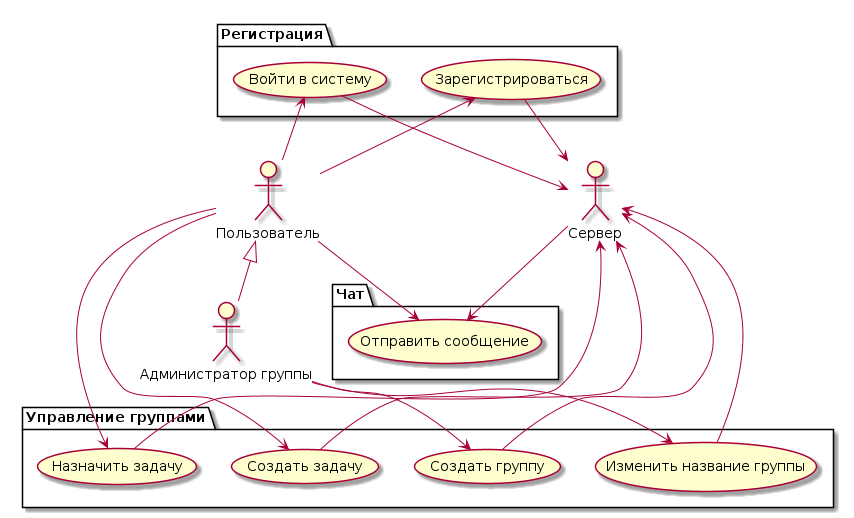 Регистрация
Войти в систему
Зарегистрироваться
Пользователь
Сервер
Чат
Отправить сообщение
Администратор группы
Управление группами
Назначить задачу
Создать задачу
Создать группу
Изменить название группы